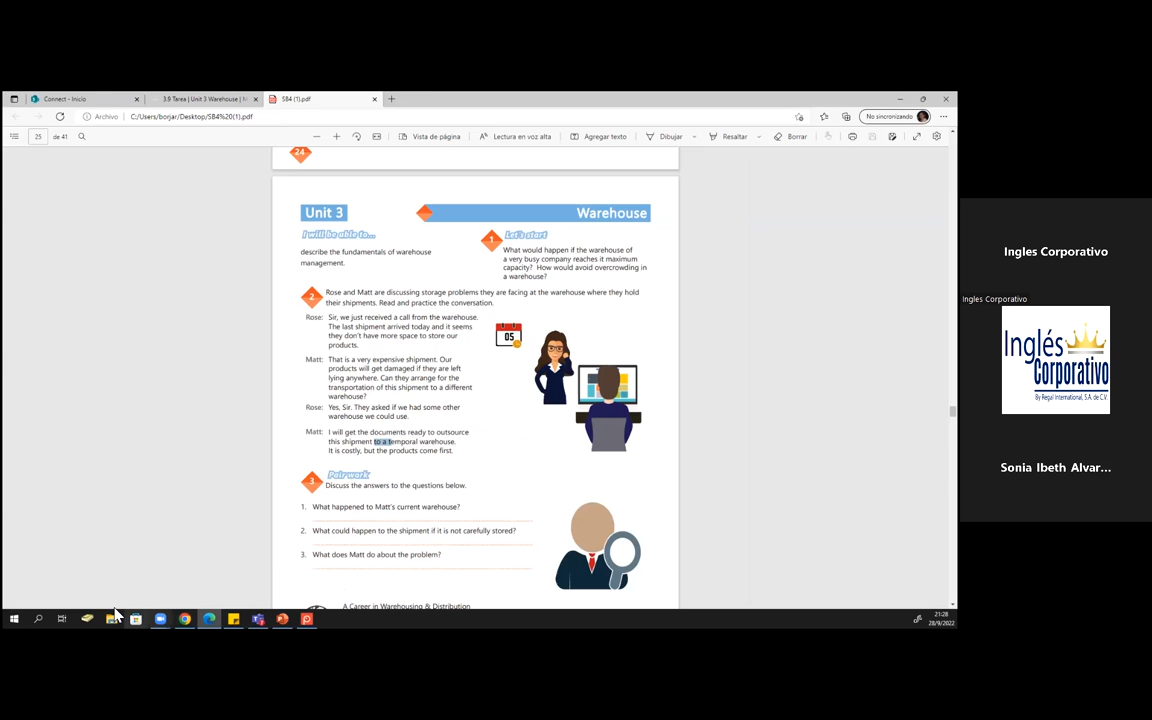 Connect - Inicio
3.9 Tarea | Unit 3 Warehouse |
SB4 (1).pdf
Archivo
C:/Users/borjar/Desktop/SB4%20(1).pdf
No sincronizando
25 de 41
Vista de página
Lectura en voz alta
Agregar texto
Dibujar
Resaltar
Borrar
24
Unit 3
Warehouse
I will be able to...
describe the fundamentals of warehouse
management.
1
Let's start
What would happen if the warehouse of
a very busy company reaches it maximum
capacity? How would avoid overcrowding in
a warehouse?
2
Rose and Matt are discussing storage problems they are facing at the warehouse where they hold
their shipments. Read and practice the conversation.
Rose: Sir, we just received a call from the warehouse.
The last shipment arrived today and it seems
they don't have more space to store our
products.
05
Matt: That is a very expensive shipment. Our
products will get damaged if they are left
lying anywhere. Can they arrange for the
transportation of this shipment to a different
warehouse?
Rose: Yes, Sir. They asked if we had some other
warehouse we could use.
Matt: I will get the documents ready to outsource
this shipment to a temporal warehouse.
It is costly, but the products come first.
3
Pair work
Discuss the answers to the questions below.
1. What happened to Matt's current warehouse?
2. What could happen to the shipment if it is not carefully stored?
3. What does Matt do about the problem?
A Career in Warehousing & Distribution
21:28
28/9/2022
Ingles Corporativo
Ingles Corporativo
Inglés
Corporativo
By Regal International, S.A. de C.V.
Sonia Ibeth Alvar...